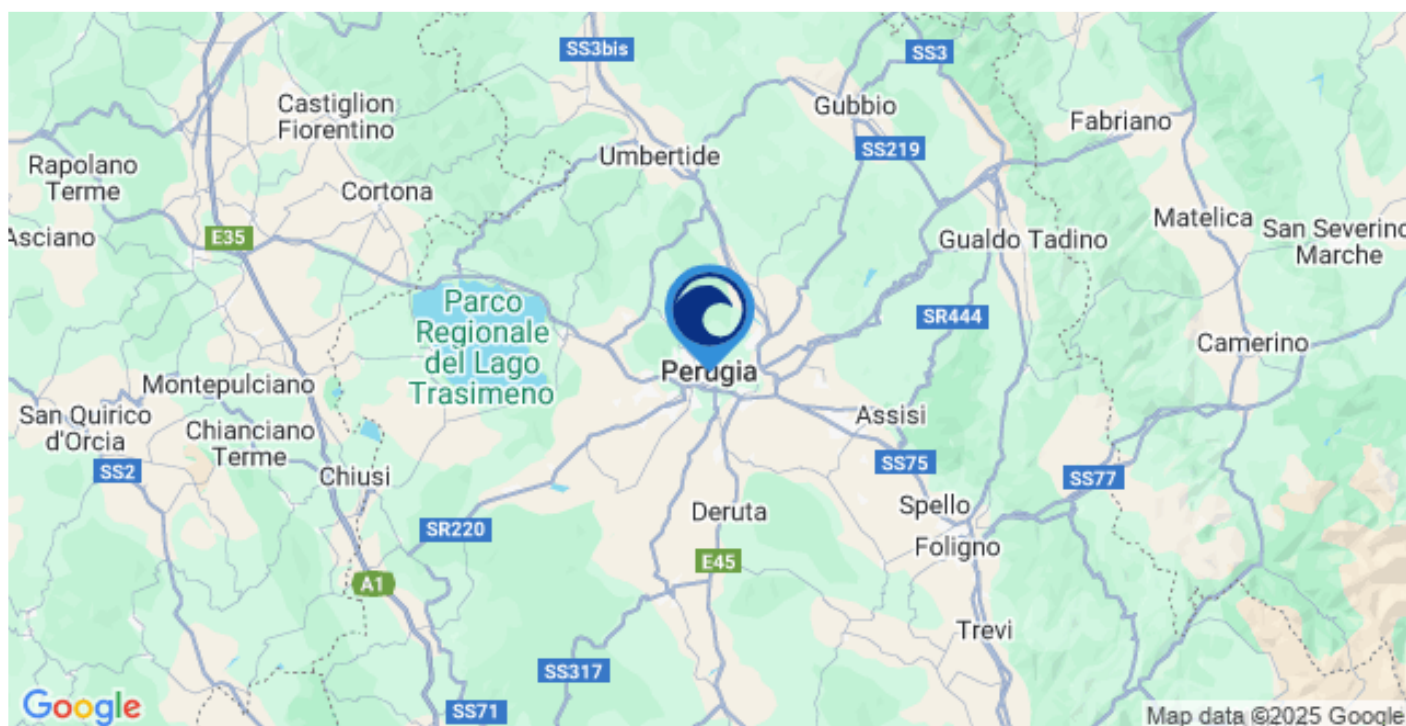 SS3bis
SS3
Castiglion
Fiorentino
Gubbio
Fabriano
Umbertide
SS219
Rapolano
Terme
Cortona
Matelica
San Severino
Marche
Asciano
E35
Gualdo Tadino
Parco
Regionale
del Lago
Trasimeno
SR444
Camerino
Perugia
Montepulciano
San Quirico
d'Orcia
Chianciano
Terme
Assisi
SS2
Chiusi
SS75
SS77
Spello
Deruta
SR220
Foligno
E45
A1
Trevi
SS317
Google
SS71
Map data ©2025 Google